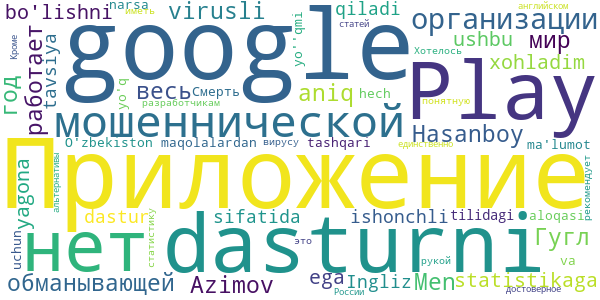 bo'lishni
narsa
virusli
qiladi
иметь
английском
статей
организации
google
работает
tavsiya
Кроме
yo'qmi
ushbu
мир
Хотелось
xohladim
год
yo'q
весь
Смерть
разработчикам
aniq
hech
Play
понятную
мошеннической
Hasanboy
O'zbekiston
maqolalardan
вирусу
tashqari
единственно
ma'lumot
Приложение
альтернативы
yagona
рекомендует
dastur
статистику
sifatida
ishonchli
tilidagi
aloqasi
uchun
нет
dasturni
это
рукой
Гугл
va
обманывающей
Azimov
ega
Ingliz
России
Men
statistikaga
достоверное